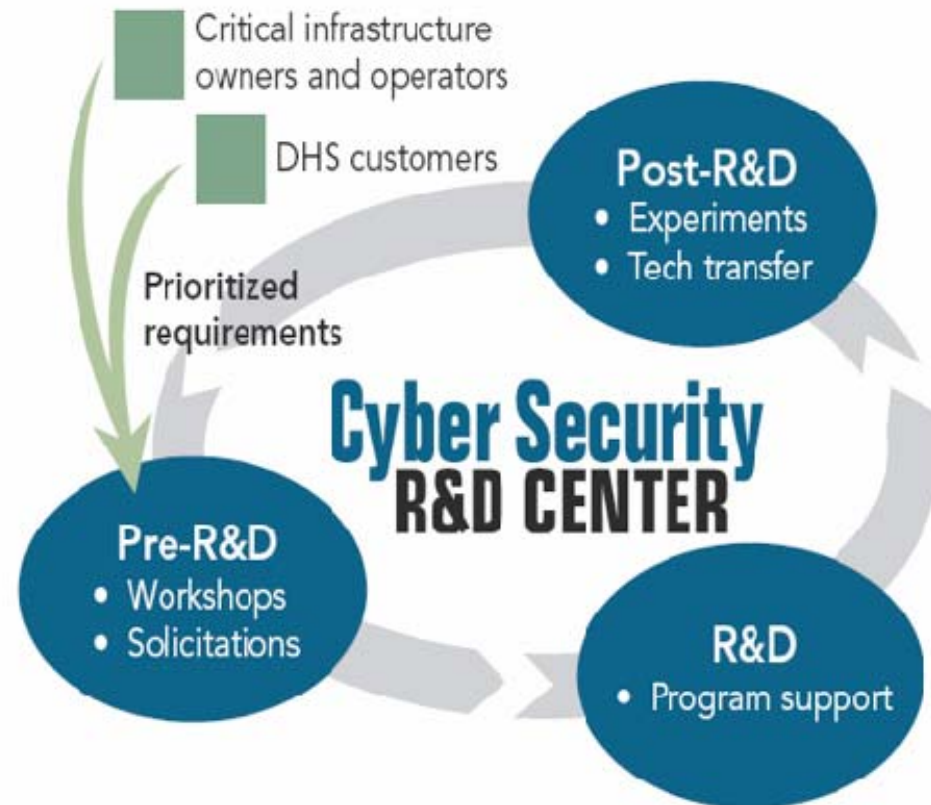 Critical infrastructure
owners and operators
DHS customers
Prioritized
requirements
Post-R&D
• Experiments
• Tech transfer
Cyber Security
R&D CENTER
Pre-R&D
• Workshops
• Solicitations
R&D
• Program support